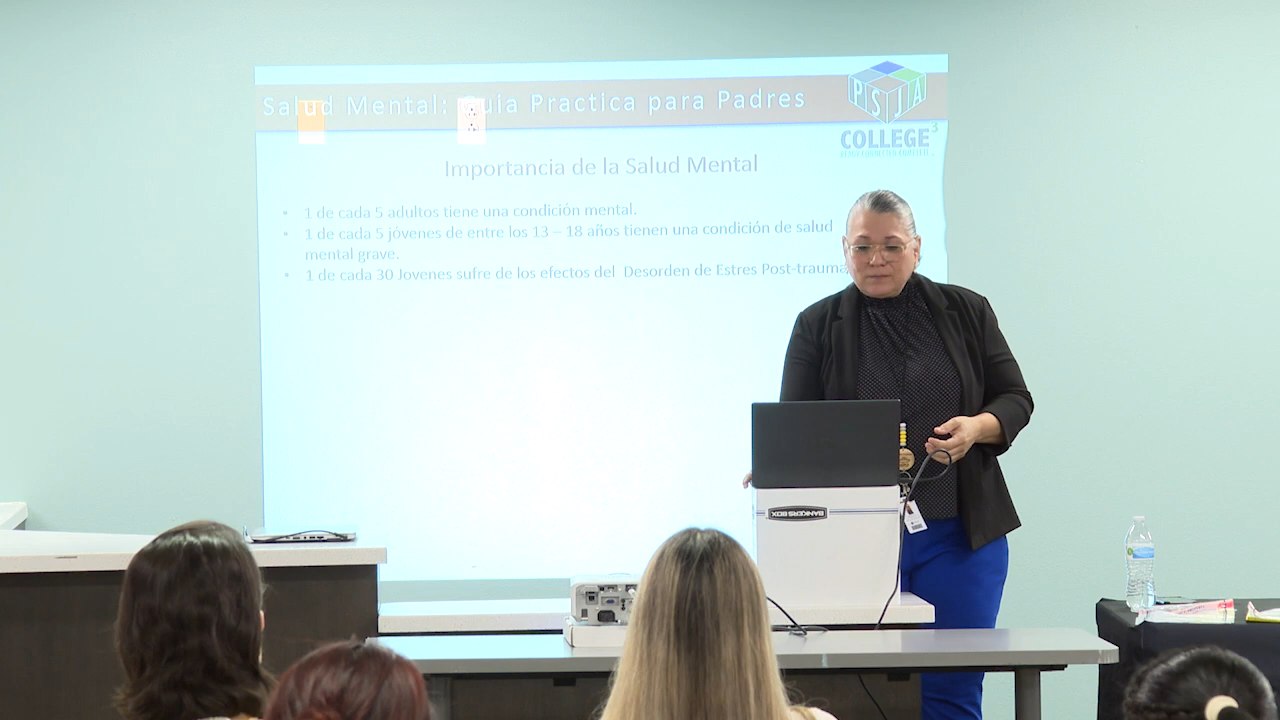 Salud Mental: Guia Practica para Padres
PSJA
COLLEGE³
Importancia de la Salud Mental
• 1 de cada 5 adultos tiene una condición mental.
• 1 de cada 5 jóvenes de entre los 13 – 18 años tienen una condición de salud
mental grave.
• 1 de cada 30 Jovenes sufre de los efectos del Desorden de Estres Post-trauma
BANKERS BOX